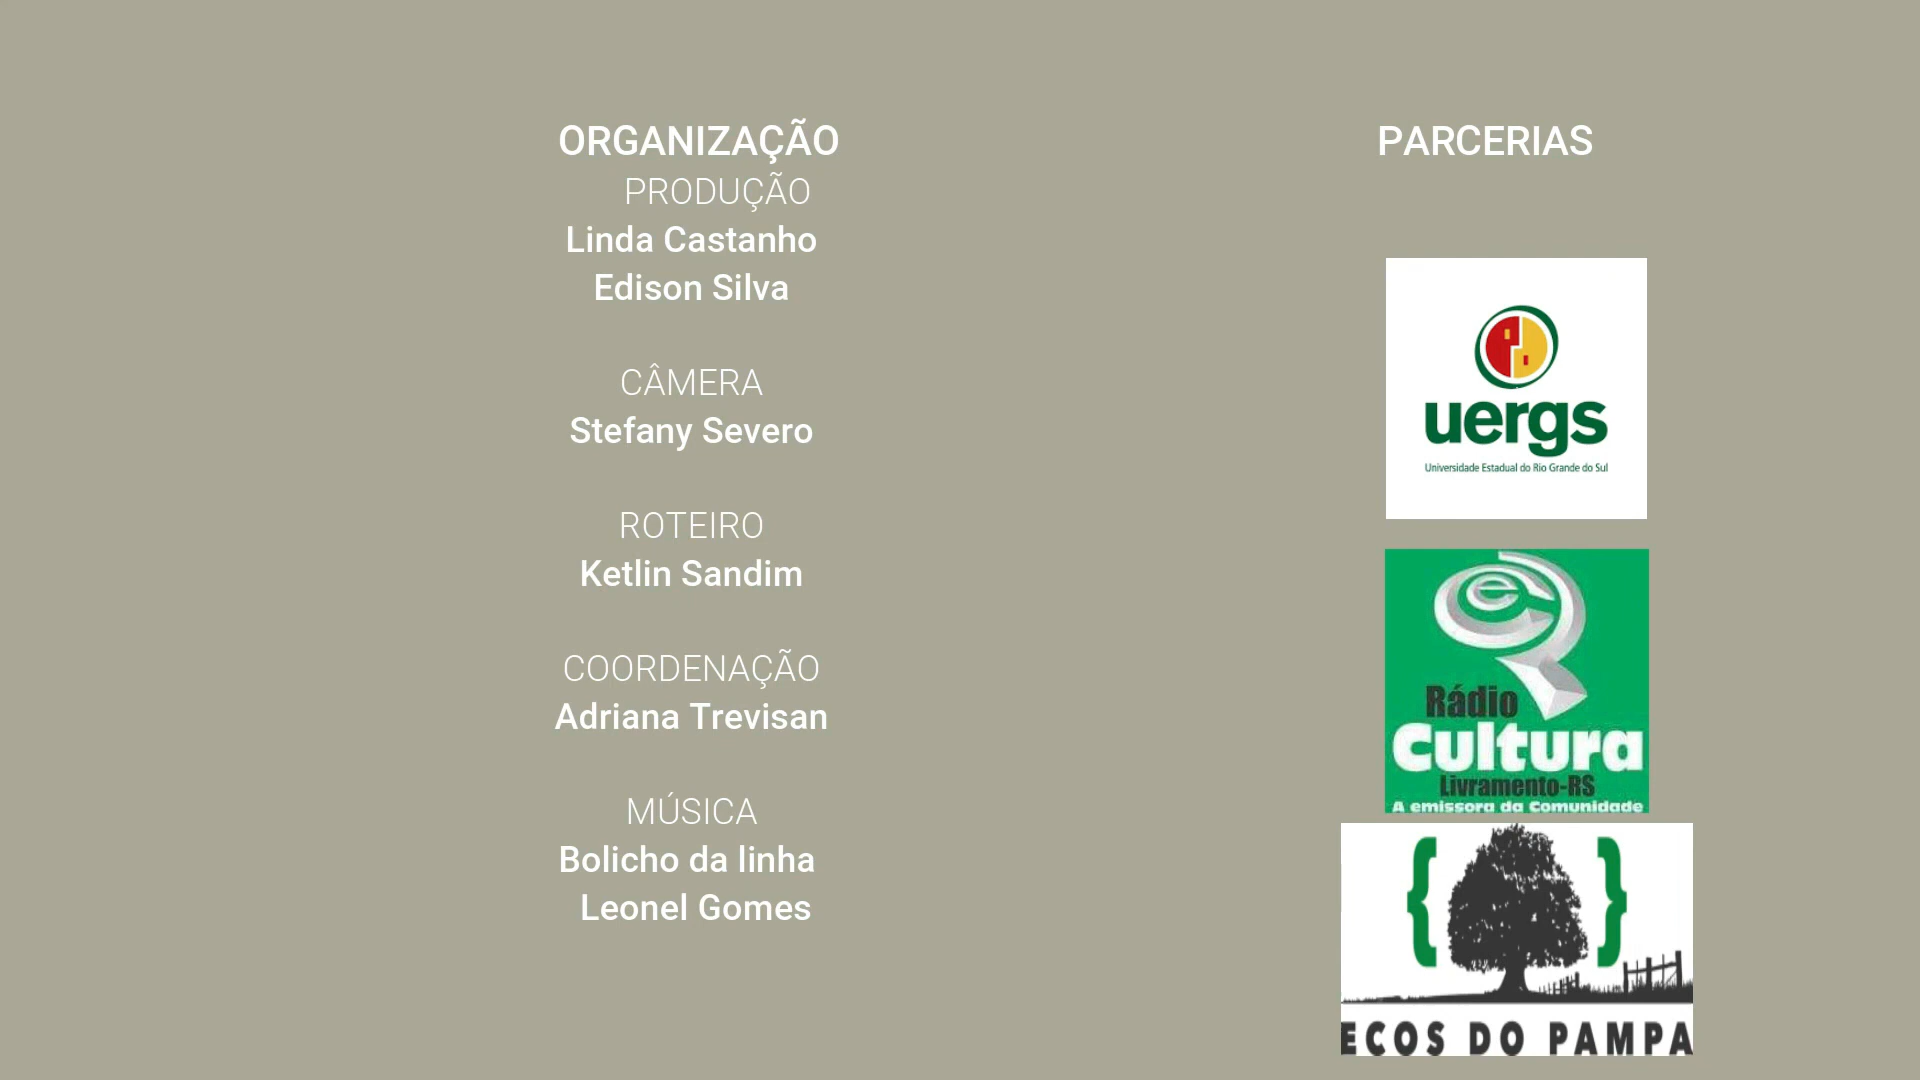 ORGANIZAÇÃO
PRODUÇÃO
Linda Castanho
Edison Silva
CÂMERA
Stefany Severo
ROTEIRO
Ketlin Sandim
COORDENAÇÃO
Adriana Trevisan
MÚSICA
Bolicho da linha
Leonel Gomes
PARCERIAS
uergs
Universidade Estadual do Rio Grande do Sul
Rádio
Cultura
Livramento-RS
A emissora da Comunidade
{ }
ECOS DO PAMPA